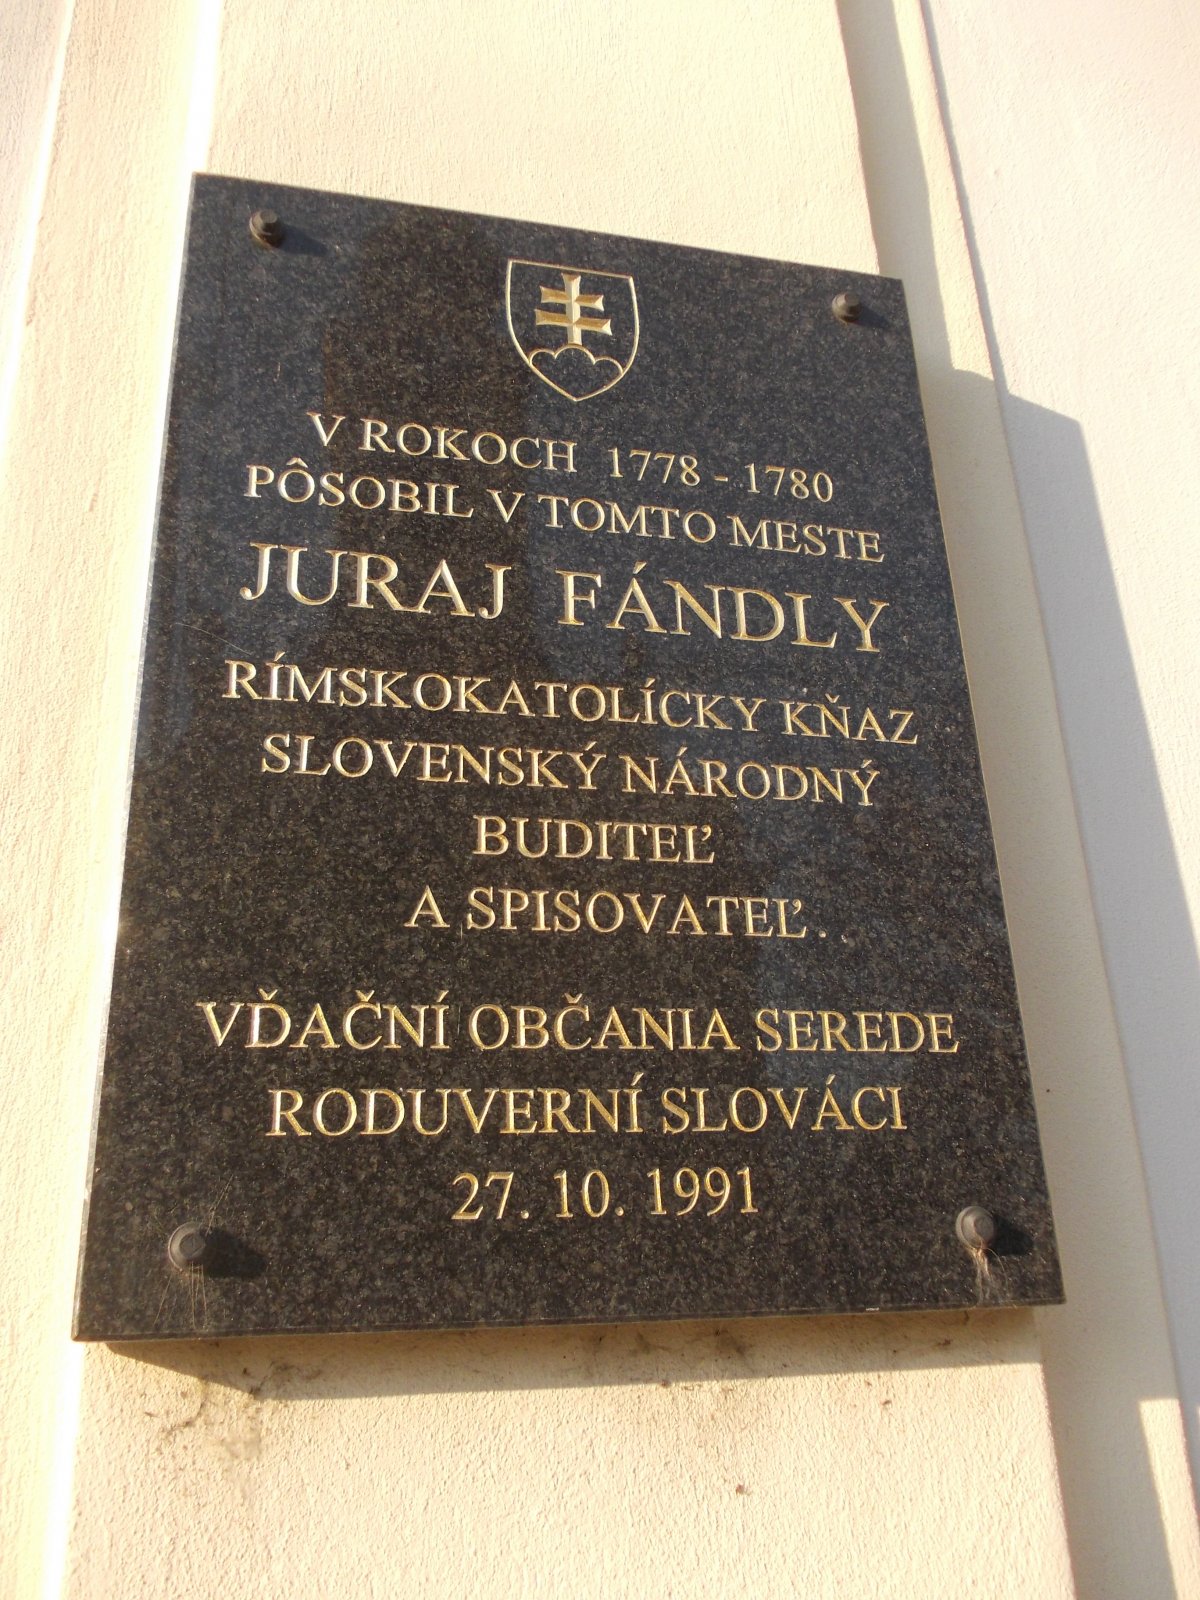 V ROKOCH 1778 - 1780
PÔSOBIL V TOMTO MESTE
JURAJ FÁNDLY
RÍMSKOKATOLÍCKY KŇAZ
SLOVENSKÝ NÁRODNÝ
BUDITEĽ
A SPISOVATEĽ.
VĎAČNÍ OBČANIA SEREDE
RODUVERNÍ SLOVÁCI
27. 10. 1991